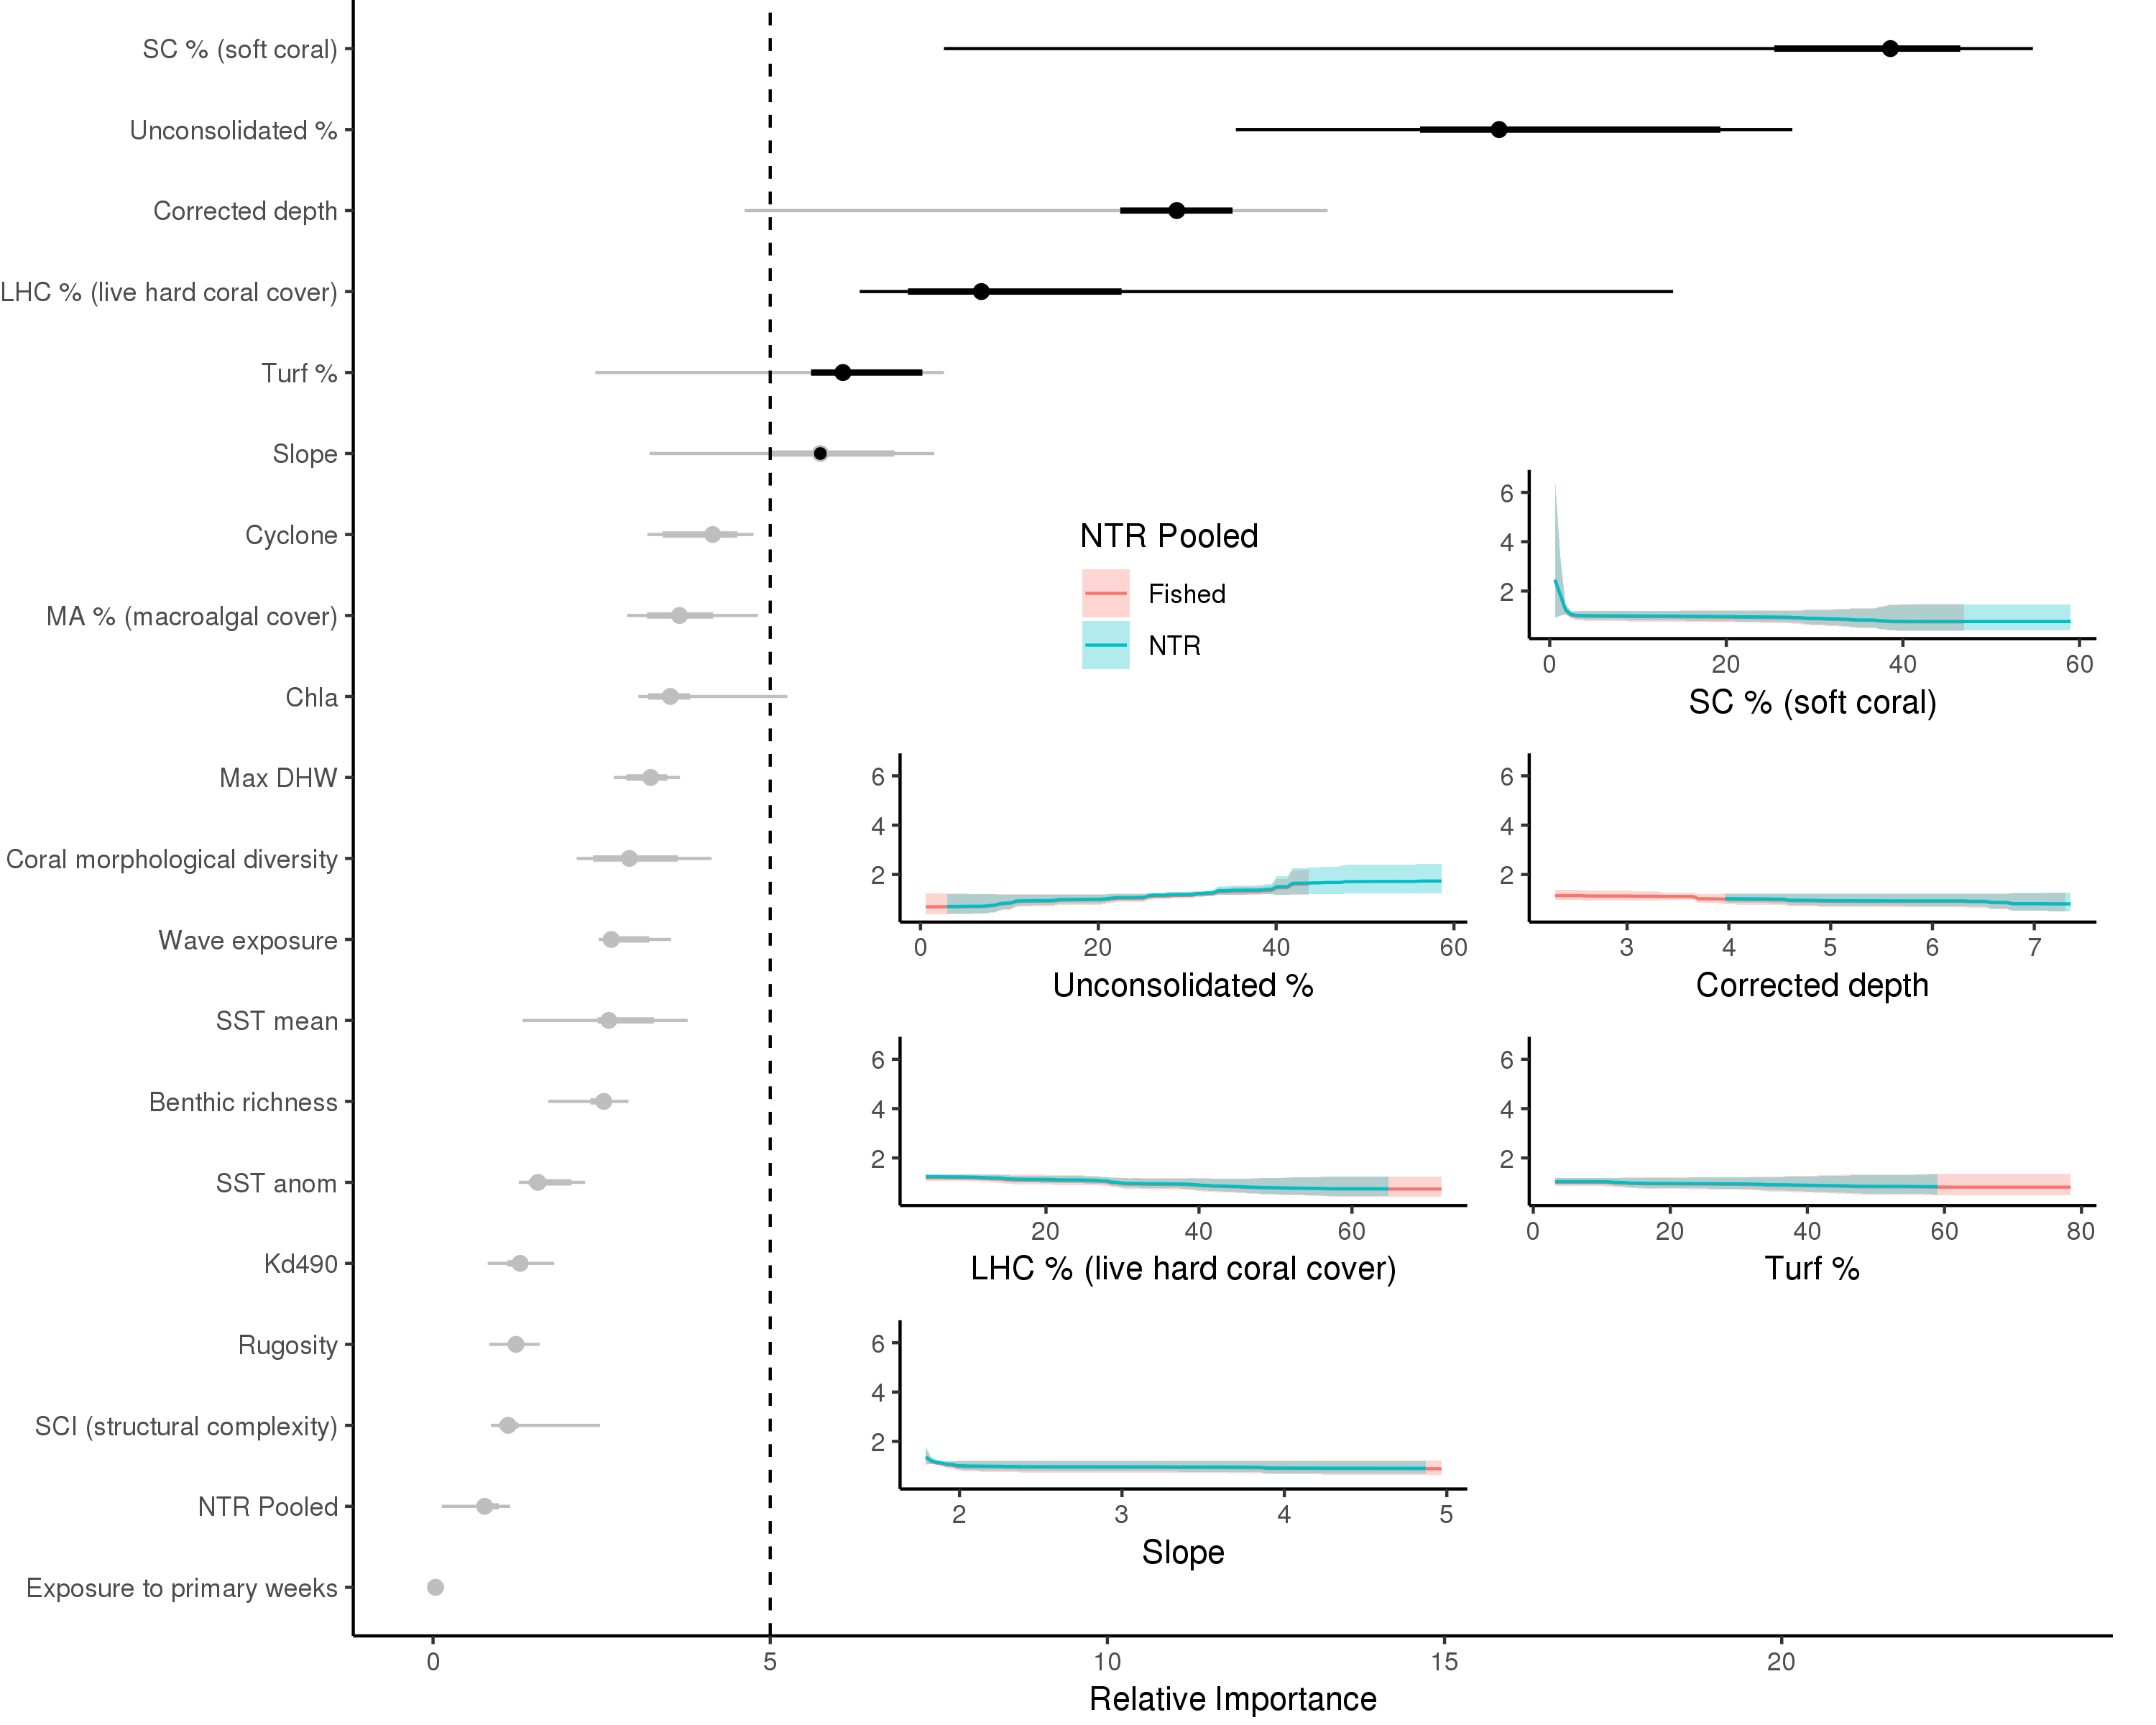 SC % (soft coral)
Unconsolidated %
Corrected depth
LHC % (live hard coral cover)
Turf %
Slope
Cyclone
MA % (macroalgal cover)
Chla
Max DHW
Coral morphological diversity
Wave exposure
SST mean
Benthic richness
SST anom
Kd490
Rugosity
SCI (structural complexity)
NTR Pooled
Exposure to primary weeks
0 5 10 15 20
Relative Importance
NTR Pooled
Fished
NTR
6
4
2
0 20 40 60
SC % (soft coral)
6
4
2
0 20 40 60
Unconsolidated %
6
4
2
3 4 5 6 7
Corrected depth
6
4
2
20 40 60
LHC % (live hard coral cover)
6
4
2
0 20 40 60 80
Turf %
6
4
2
2 3 4 5
Slope